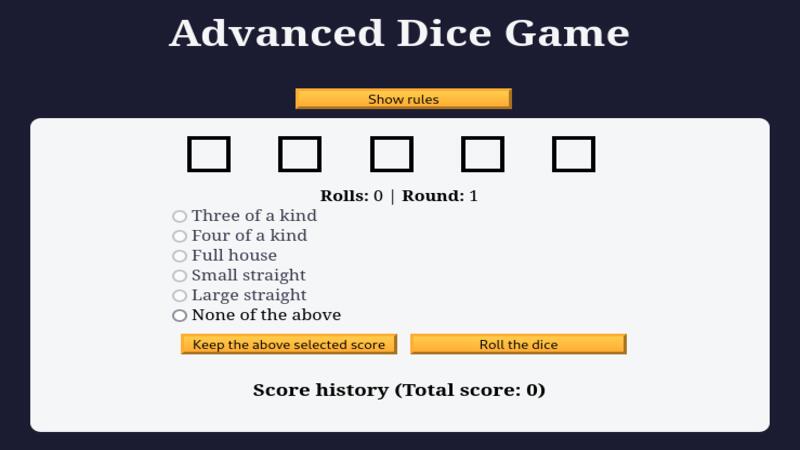 Advanced Dice Game
Show rules
Rolls: 0 | Round: 1
Three of a kind
Four of a kind
Full house
Small straight
Large straight
None of the above
Keep the above selected score
Roll the dice
Score history (Total score: 0)